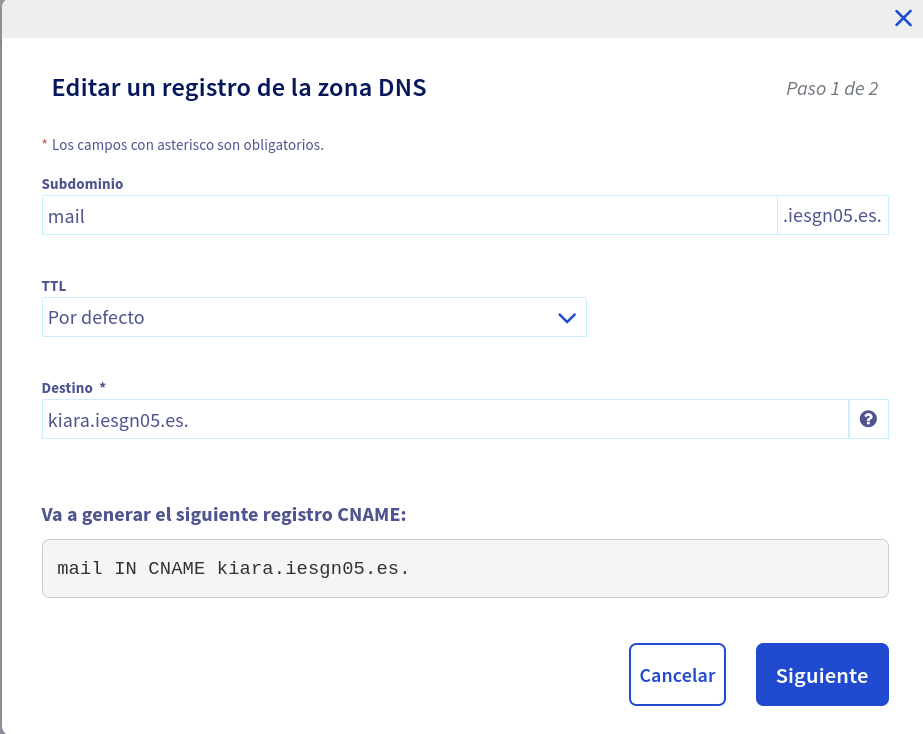 Editar un registro de la zona DNS
Paso 1 de 2
* Los campos con asterisco son obligatorios.
Subdominio
mail
.iesgn05.es.
TTL
Por defecto
Destino *
kiara.iesgn05.es.
?
Va a generar el siguiente registro CNAME:
mail IN CNAME kiara.iesgn05.es.
Cancelar
Siguiente